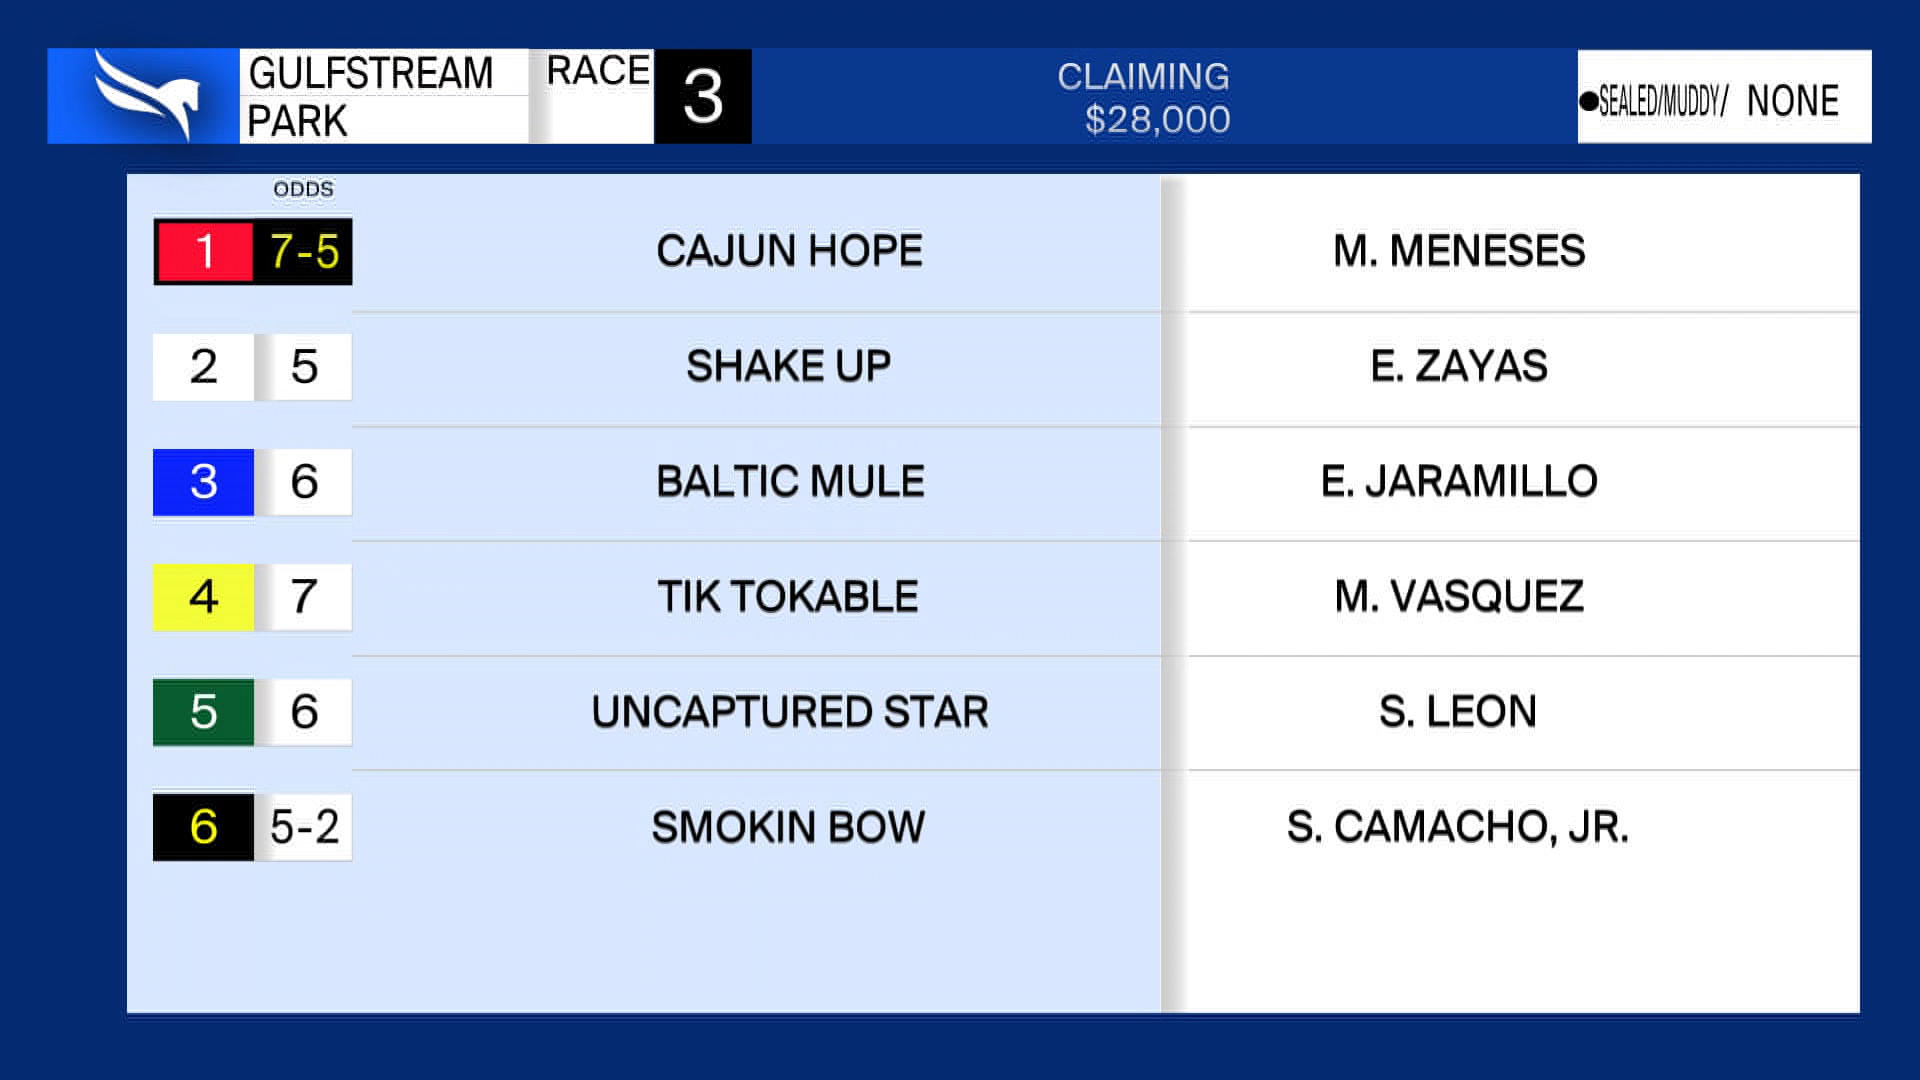 GULFSTREAM PARK
RACE 3
CLAIMING
$28,000
●SEALED/MUDDY/ NONE
ODDS
1 7-5 CAJUN HOPE M. MENESES
2 5 SHAKE UP E. ZAYAS
3 6 BALTIC MULE E. JARAMILLO
4 7 TIK TOKABLE M. VASQUEZ
5 6 UNCAPTURED STAR S. LEON
6 5-2 SMOKIN BOW S. CAMACHO, JR.